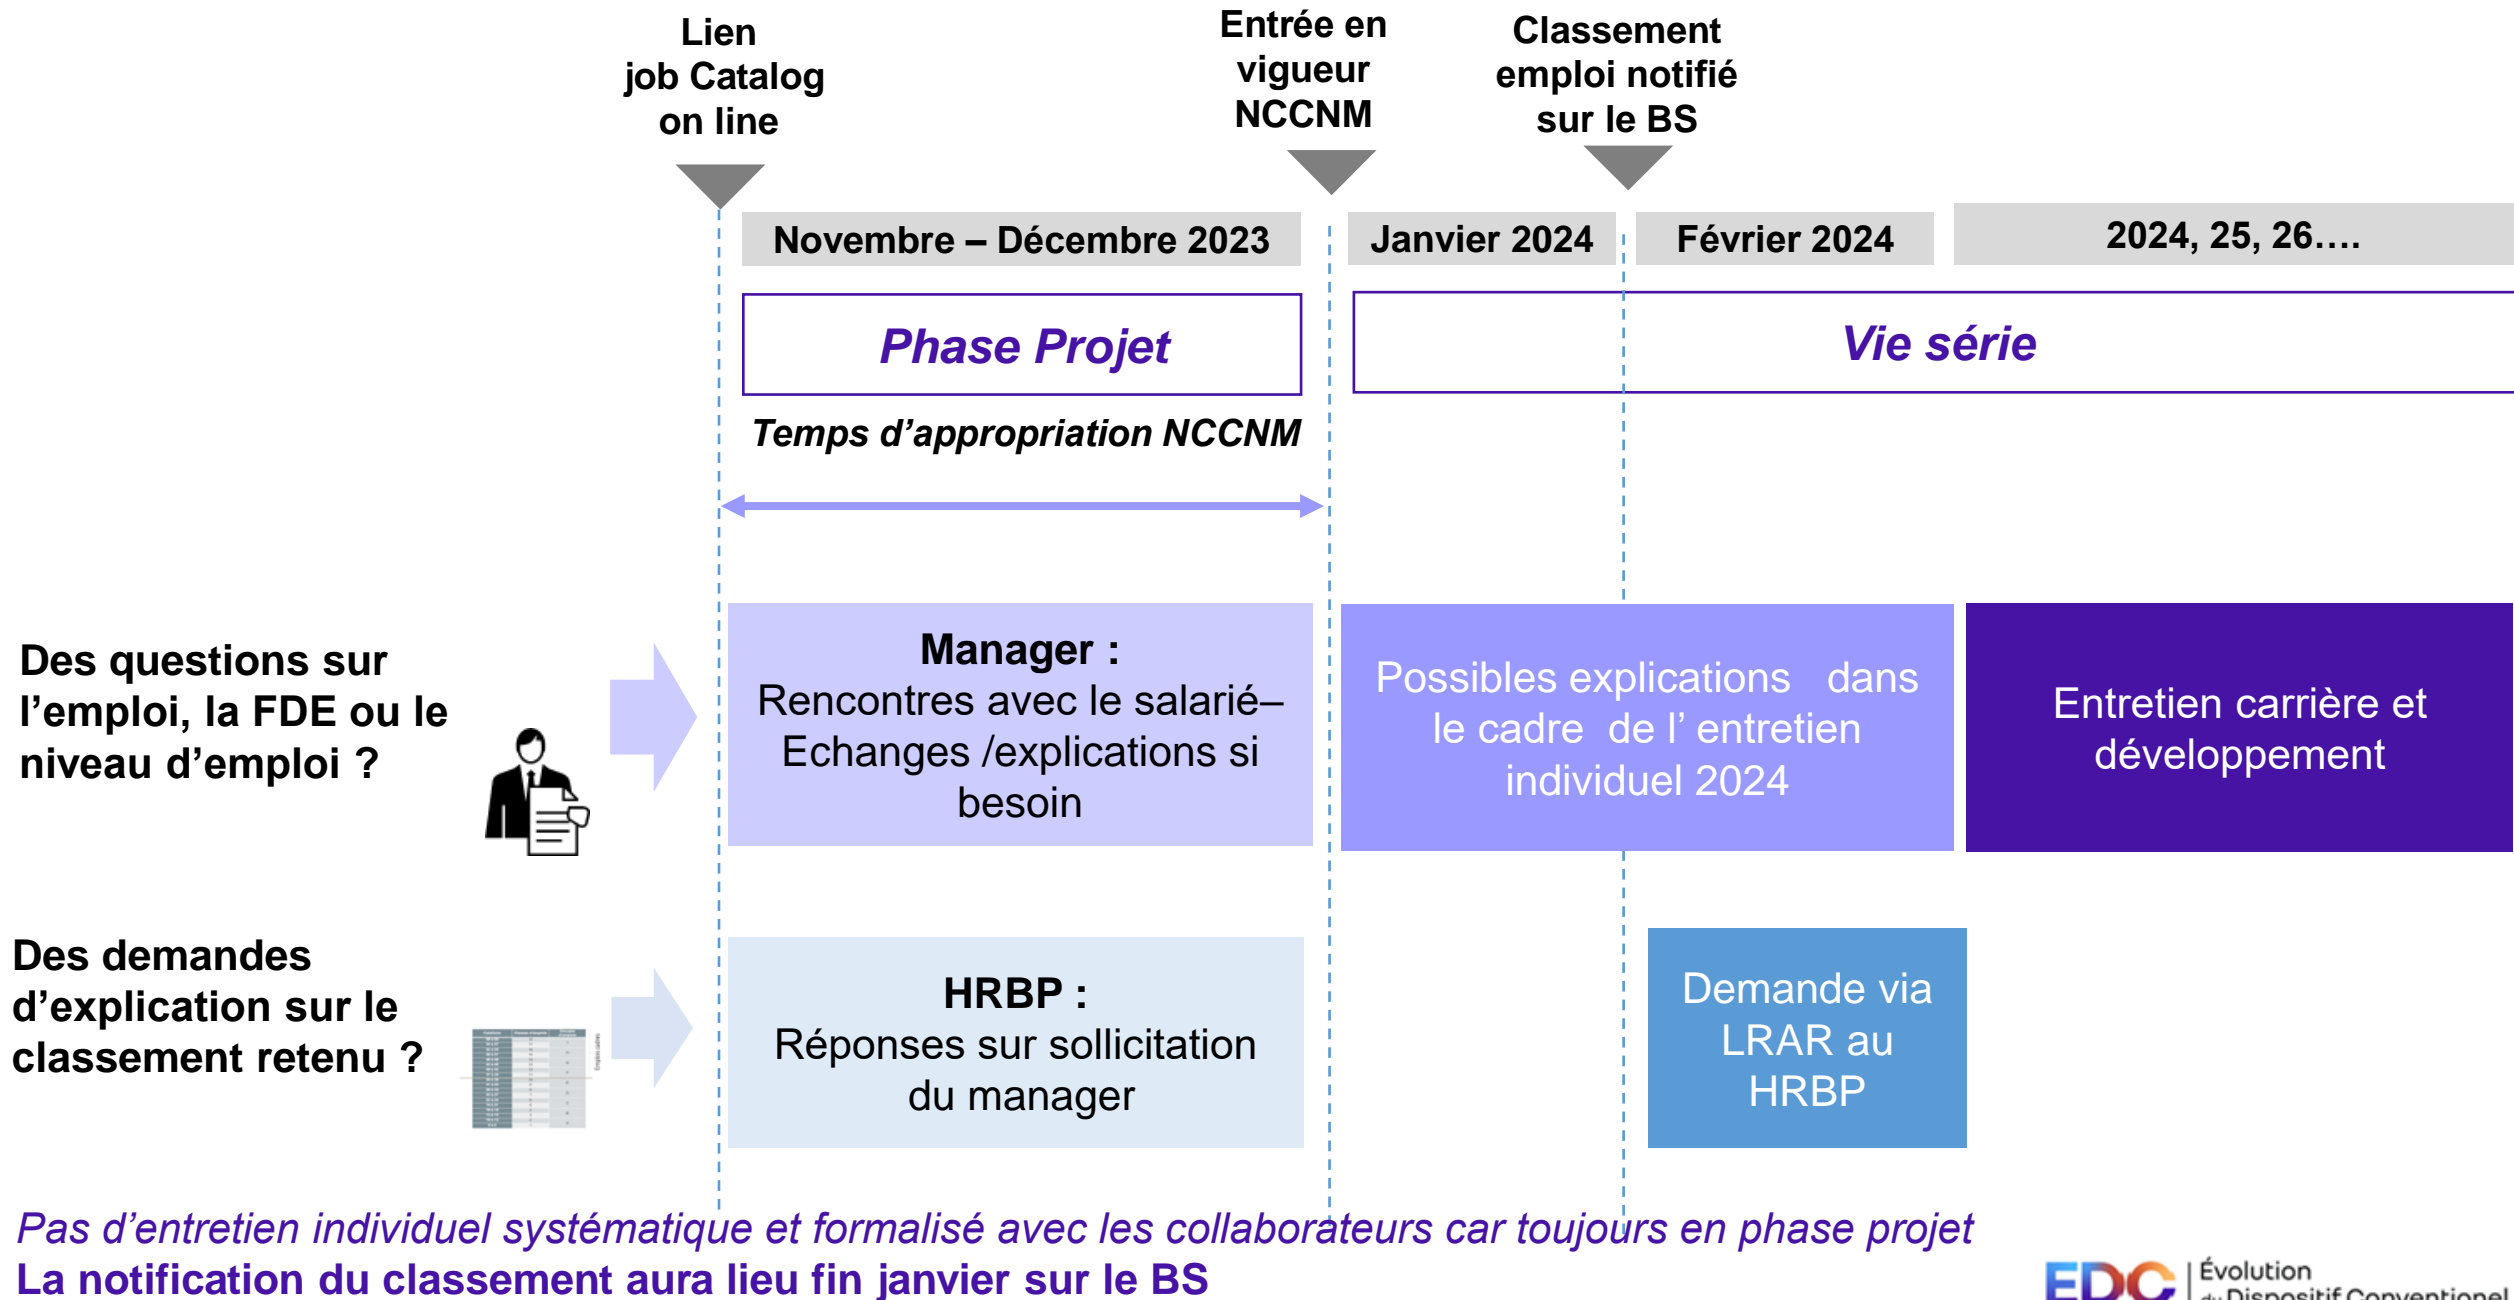 Lien
job Catalog
on line
Entrée en
vigueur
NCCNM
Classement
emploi notifié
sur le BS
Novembre – Décembre 2023
Janvier 2024
Février 2024
2024, 25, 26….
Phase Projet
Vie série
Temps d’appropriation NCCNM
Des questions sur
l’emploi, la FDE ou le
niveau d’emploi ?
Manager :
Rencontres avec le salarié–
Echanges /explications si
besoin
Possibles explications dans
le cadre de l’ entretien
individuel 2024
Entretien carrière et
développement
Des demandes
d’explication sur le
classement retenu ?
HRBP :
Réponses sur sollicitation
du manager
Demande via
LRAR au
HRBP
Pas d’entretien individuel systématique et formalisé avec les collaborateurs car toujours en phase projet
La notification du classement aura lieu fin janvier sur le BS
EDC
Évolution
du Dispositif Conventionel